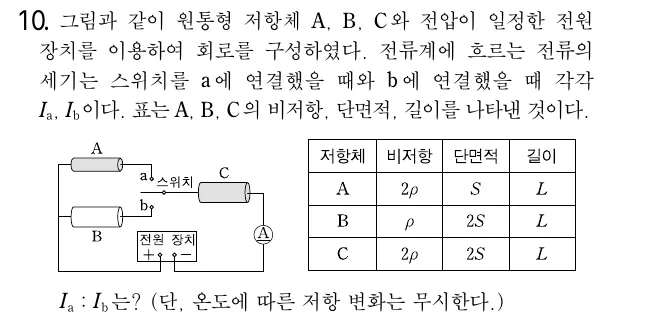 10. 그림과 같이 원통형 저항체 A, B, C와 전압이 일정한 전원
장치를 이용하여 회로를 구성하였다. 전류계에 흐르는 전류의
세기는 스위치를 a에 연결했을 때와 b에 연결했을 때 각각
Iₐ, I_b이다. 표는 A, B, C의 비저항, 단면적, 길이를 나타낸 것이다.
A
a
스위치
C
b
B
전원 장치
+ -
A
저항체 비저항 단면적 길이
A 2ρ S L
B ρ 2S L
C 2ρ 2S L
Iₐ : I_b는? (단, 온도에 따른 저항 변화는 무시한다.)